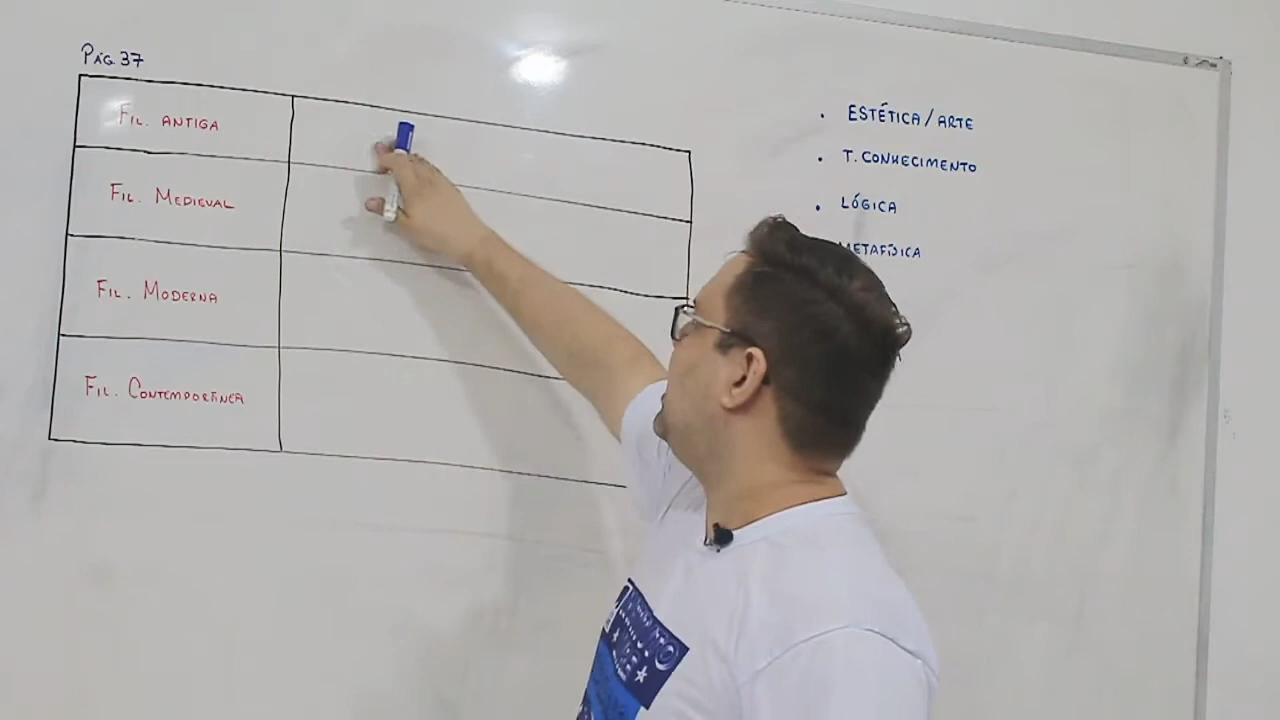 PÁG. 37
FIL. ANTIGA
FIL. MEDIEVAL
FIL. MODERNA
FIL. CONTEMPORÂNEA
• ESTÉTICA / ARTE
• T. CONHECIMENTO
• LÓGICA
METAFÍSICA